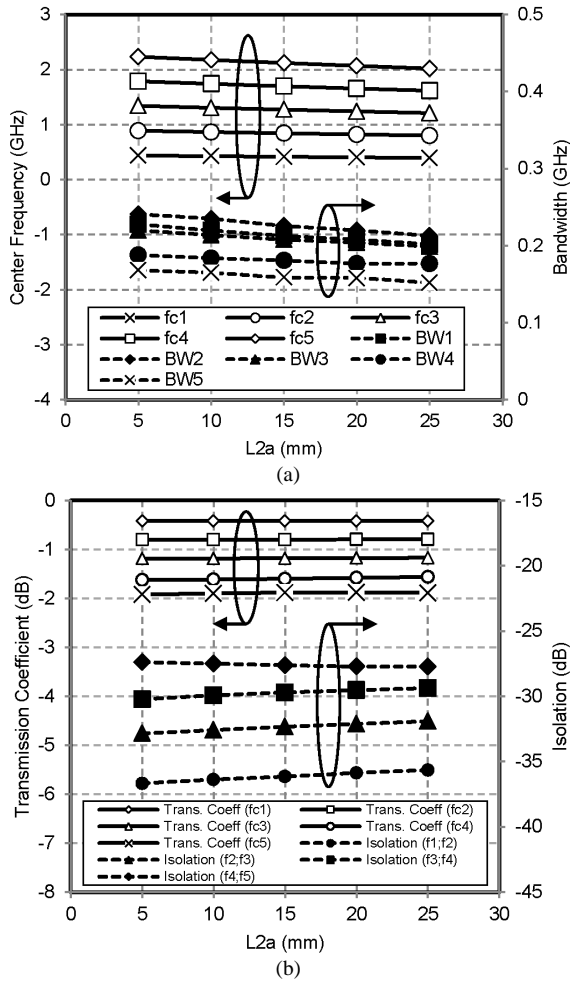 3
2
1
0
-1
-2
-3
-4
0.5
0.4
0.3
0.2
0.1
0
Center Frequency (GHz)
Bandwidth (GHz)
fc1 fc2 fc3
fc4 fc5 BW1
BW2 BW3 BW4
BW5
0 5 10 15 20 25 30
L2a (mm)
(a)
0
-1
-2
-3
-4
-5
-6
-7
-8
-15
-20
-25
-30
-35
-40
-45
Transmission Coefficient (dB)
Isolation (dB)
Trans. Coeff (fc1) Trans. Coeff (fc2)
Trans. Coeff (fc3) Trans. Coeff (fc4)
Trans. Coeff (fc5) Isolation (f1;f2)
Isolation (f2;f3) Isolation (f3;f4)
Isolation (f4;f5)
0 5 10 15 20 25 30
L2a (mm)
(b)